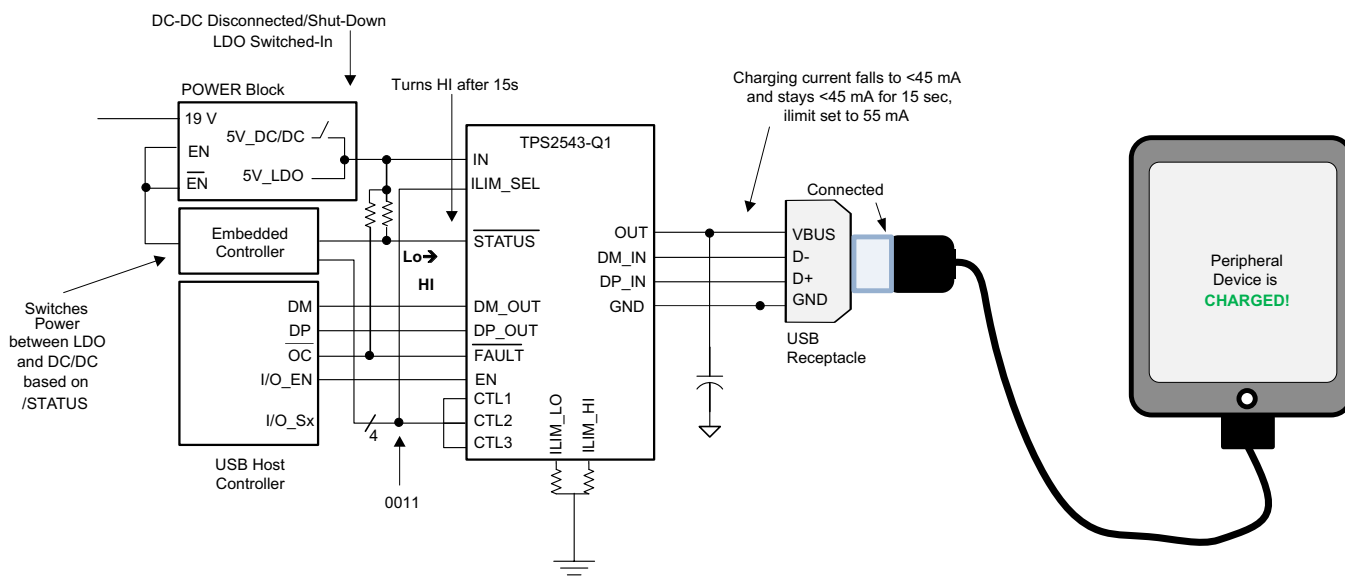 DC-DC Disconnected/Shut-Down
LDO Switched-In
POWER Block
19 V
5V_DC/DC
EN
EN
5V_LDO
Turns HI after 15s
Charging current falls to <45 mA
and stays <45 mA for 15 sec,
ilimit set to 55 mA
TPS2543-Q1
IN
ILIM_SEL
STATUS
Lo→
HI
DM_OUT
DP_OUT
FAULT
EN
CTL1
CTL2
CTL3
ILIM_LO
ILIM_HI
OUT
DM_IN
DP_IN
GND
Embedded
Controller
Switches
Power
between LDO
and DC/DC
based on
/STATUS
DM
DP
OC
I/O_EN
I/O_Sx
USB Host
Controller
4
0011
Connected
VBUS
D-
D+
GND
USB
Receptacle
Peripheral
Device is
CHARGED!